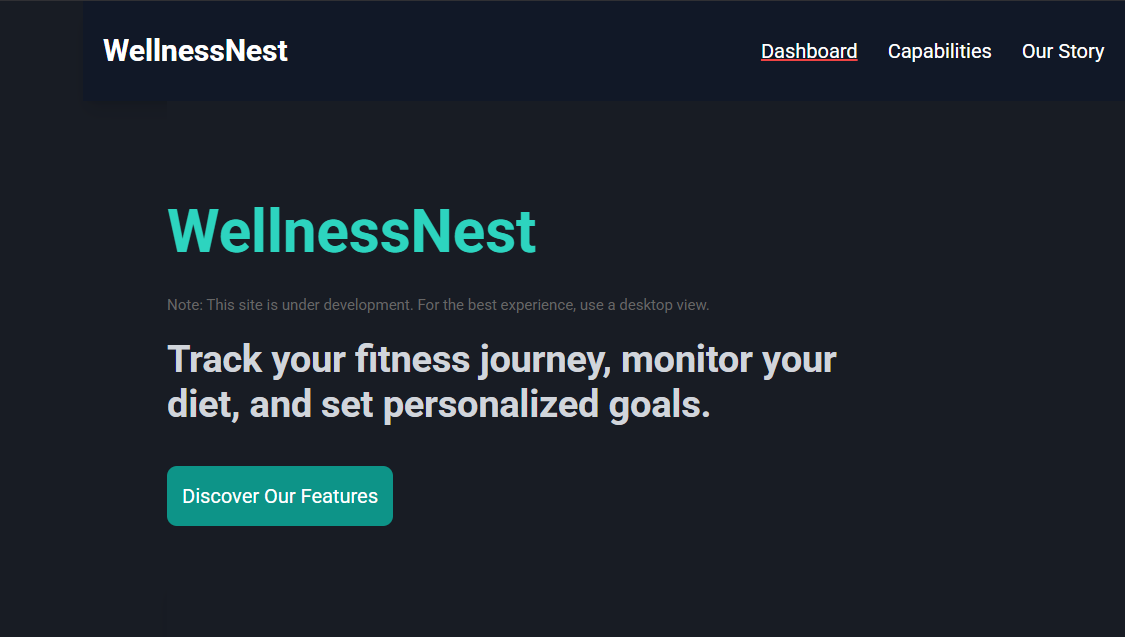 WellnessNest
Dashboard Capabilities Our Story
WellnessNest
Note: This site is under development. For the best experience, use a desktop view.
Track your fitness journey, monitor your
diet, and set personalized goals.
Discover Our Features